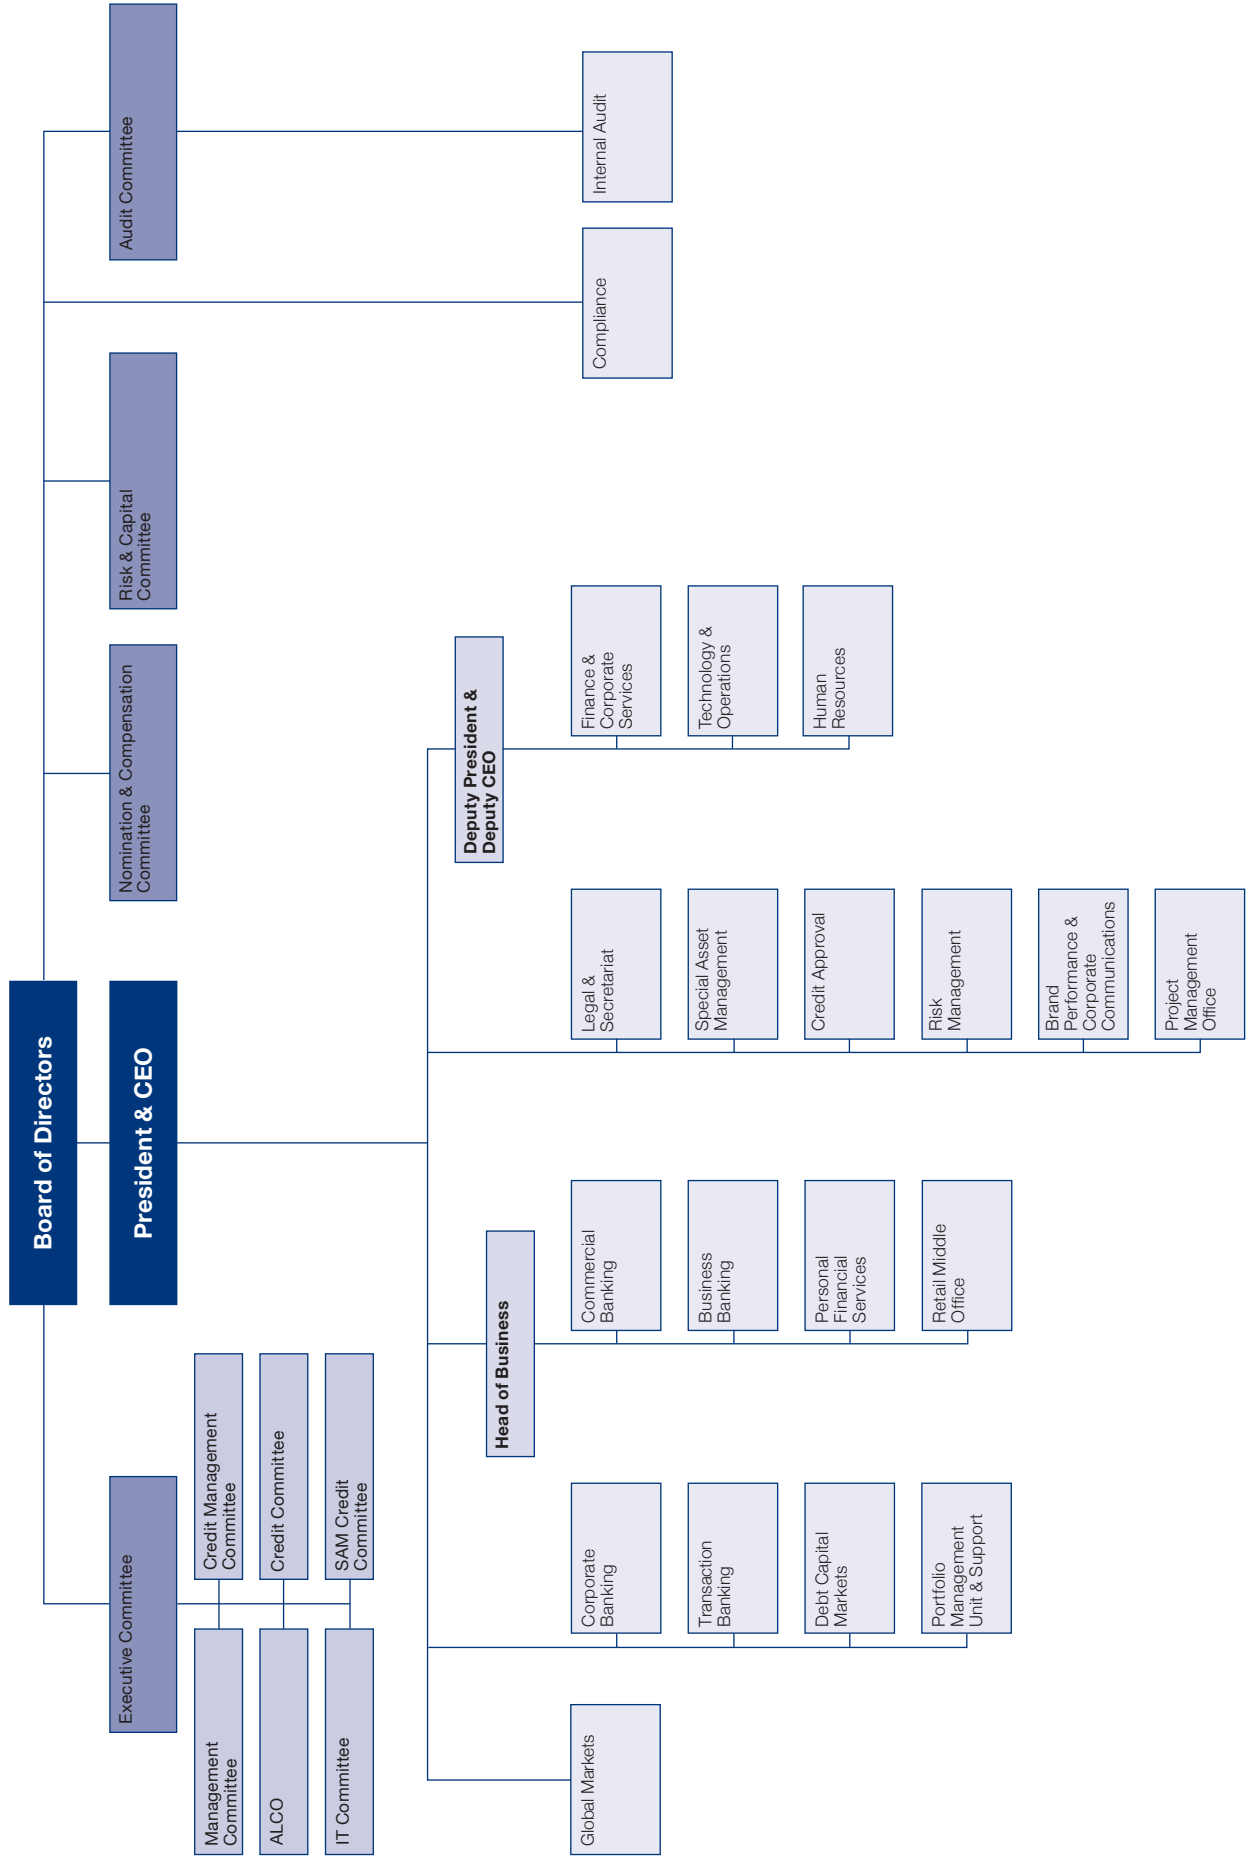 Board of Directors
President & CEO
Executive Committee
Nomination & Compensation
Committee
Risk & Capital
Committee
Audit Committee
Management
Committee
Credit Management
Committee
ALCO
Credit Committee
IT Committee
SAM Credit
Committee
Head of Business
Deputy President &
Deputy CEO
Global Markets
Corporate
Banking
Transaction
Banking
Debt Capital
Markets
Portfolio
Management
Unit & Support
Commercial
Banking
Business
Banking
Personal
Financial
Services
Retail Middle
Office
Legal &
Secretariat
Special Asset
Management
Credit Approval
Risk
Management
Brand
Performance &
Corporate
Communications
Project
Management
Office
Finance &
Corporate
Services
Technology &
Operations
Human
Resources
Compliance
Internal Audit